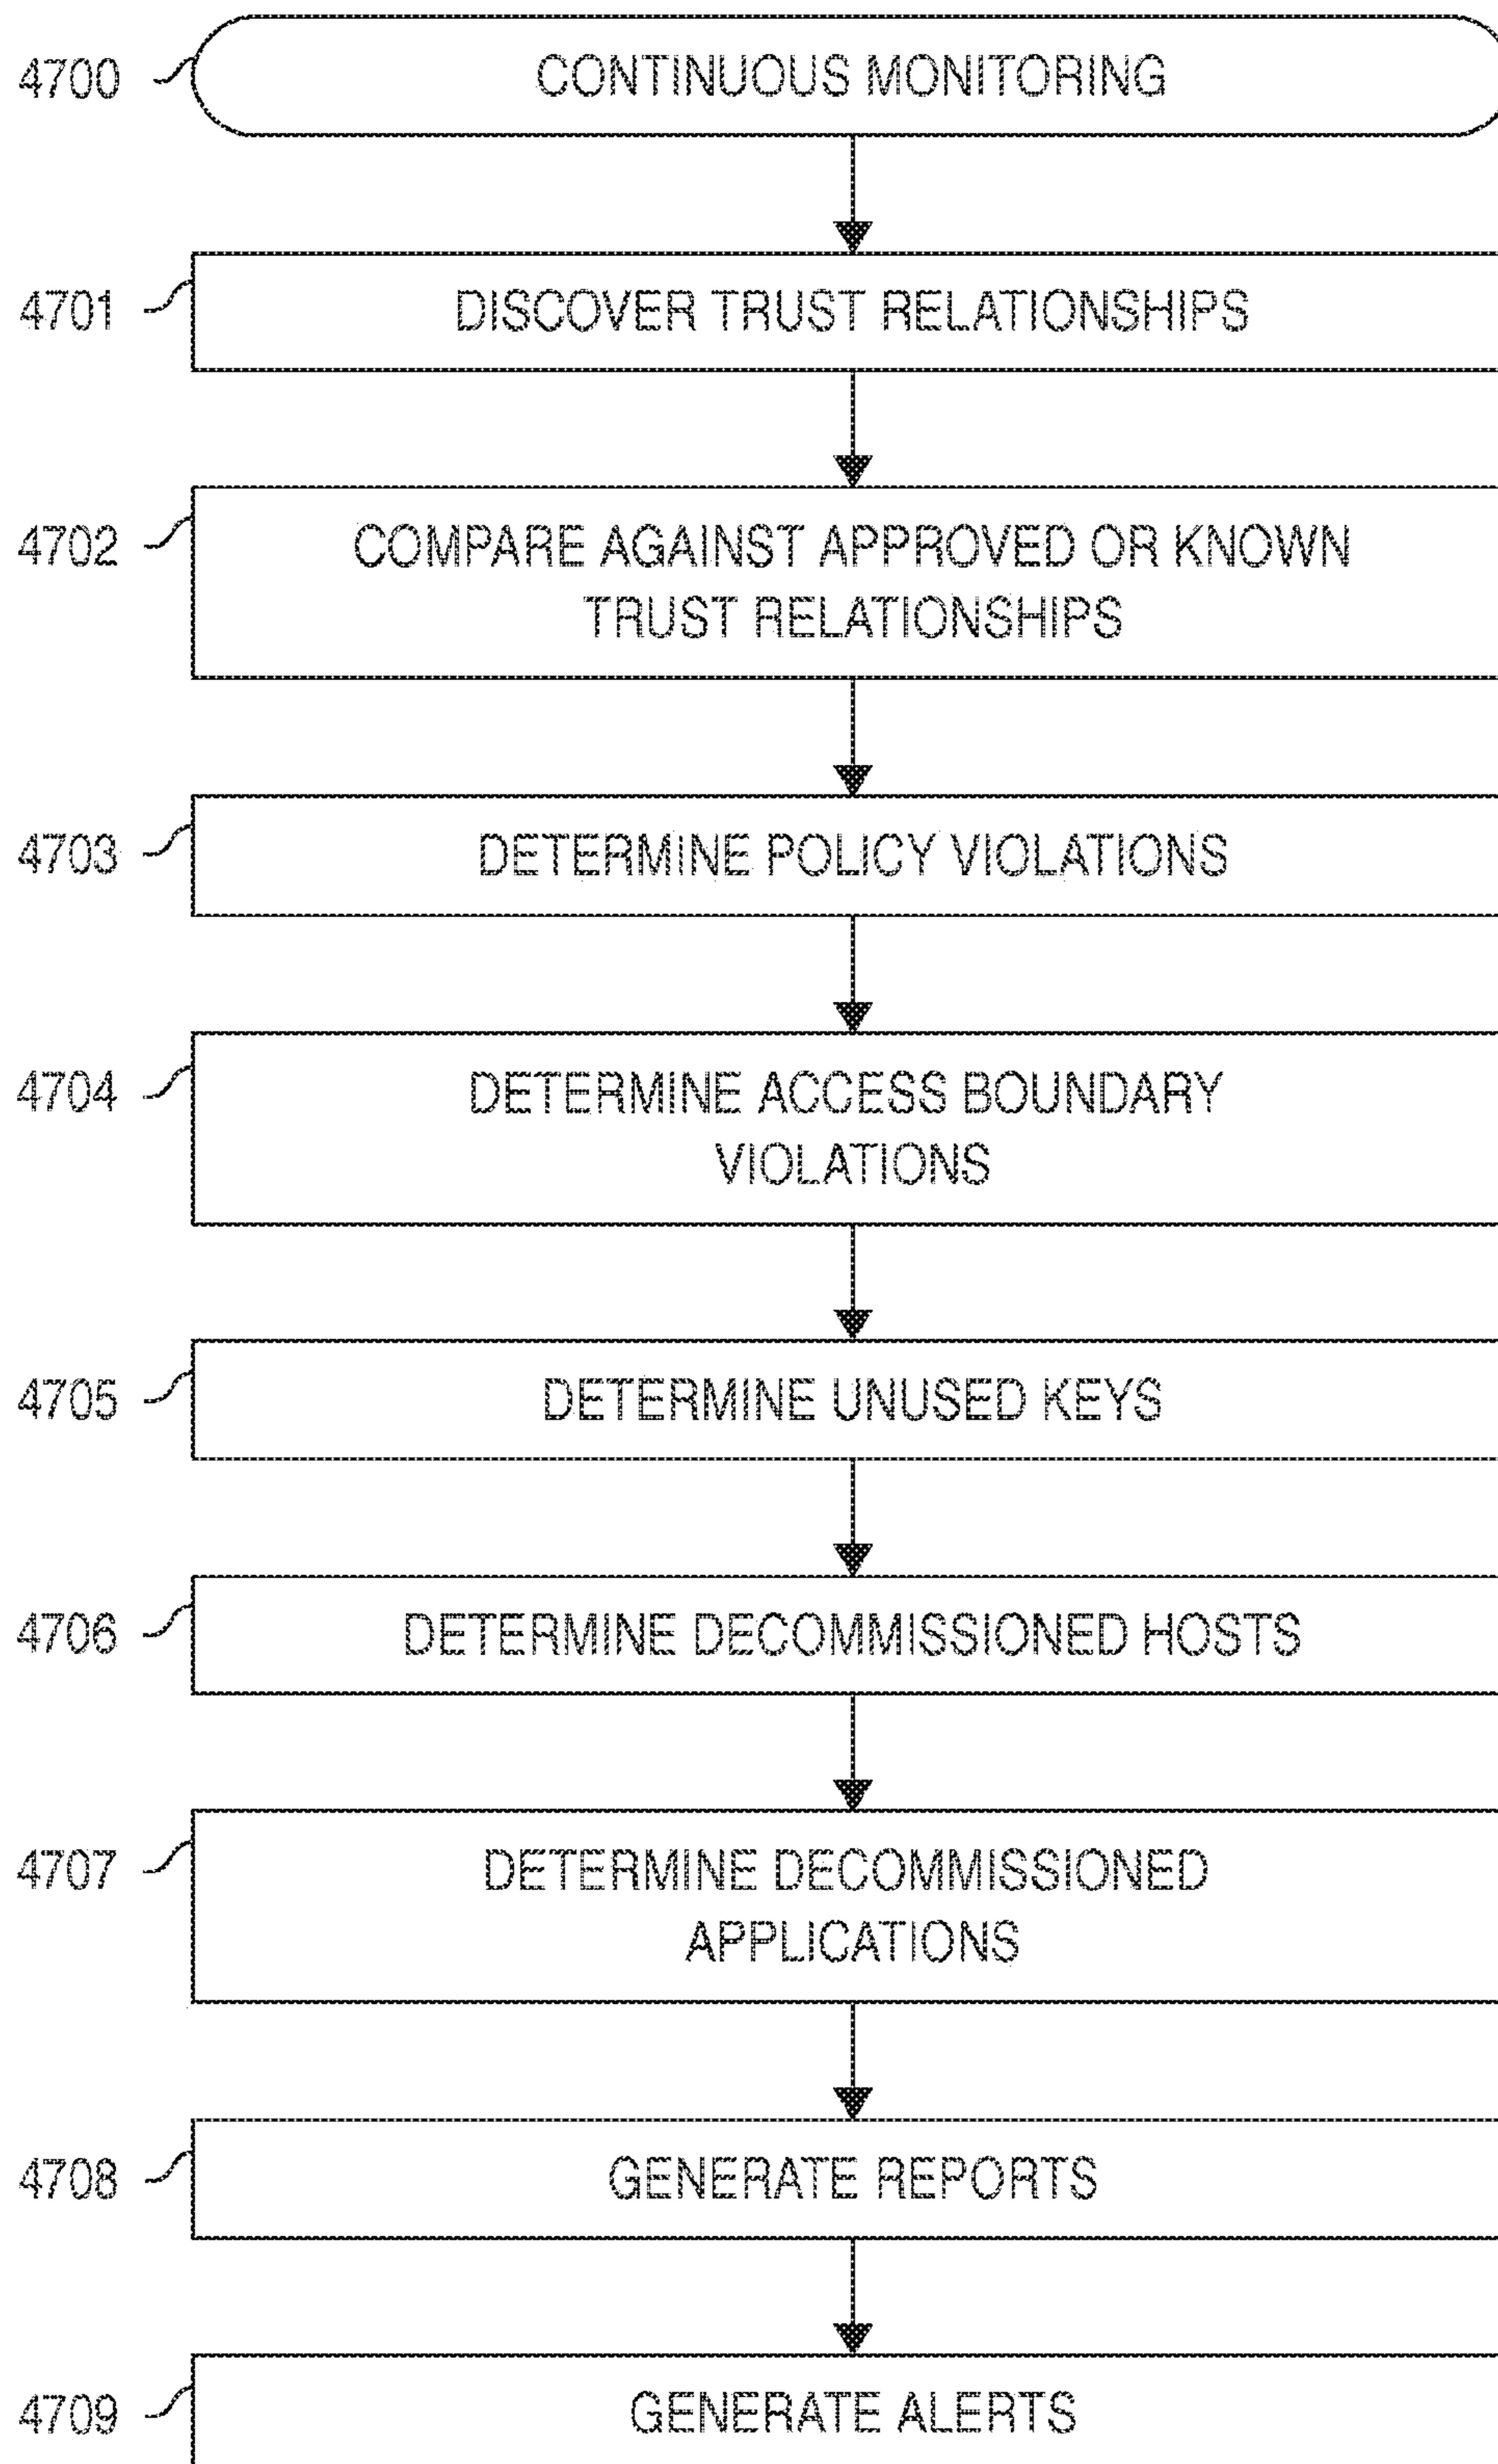 4700 CONTINUOUS MONITORING
4701 DISCOVER TRUST RELATIONSHIPS
4702 COMPARE AGAINST APPROVED OR KNOWN
TRUST RELATIONSHIPS
4703 DETERMINE POLICY VIOLATIONS
4704 DETERMINE ACCESS BOUNDARY
VIOLATIONS
4705 DETERMINE UNUSED KEYS
4706 DETERMINE DECOMMISSIONED HOSTS
4707 DETERMINE DECOMMISSIONED
APPLICATIONS
4708 GENERATE REPORTS
4709 GENERATE ALERTS